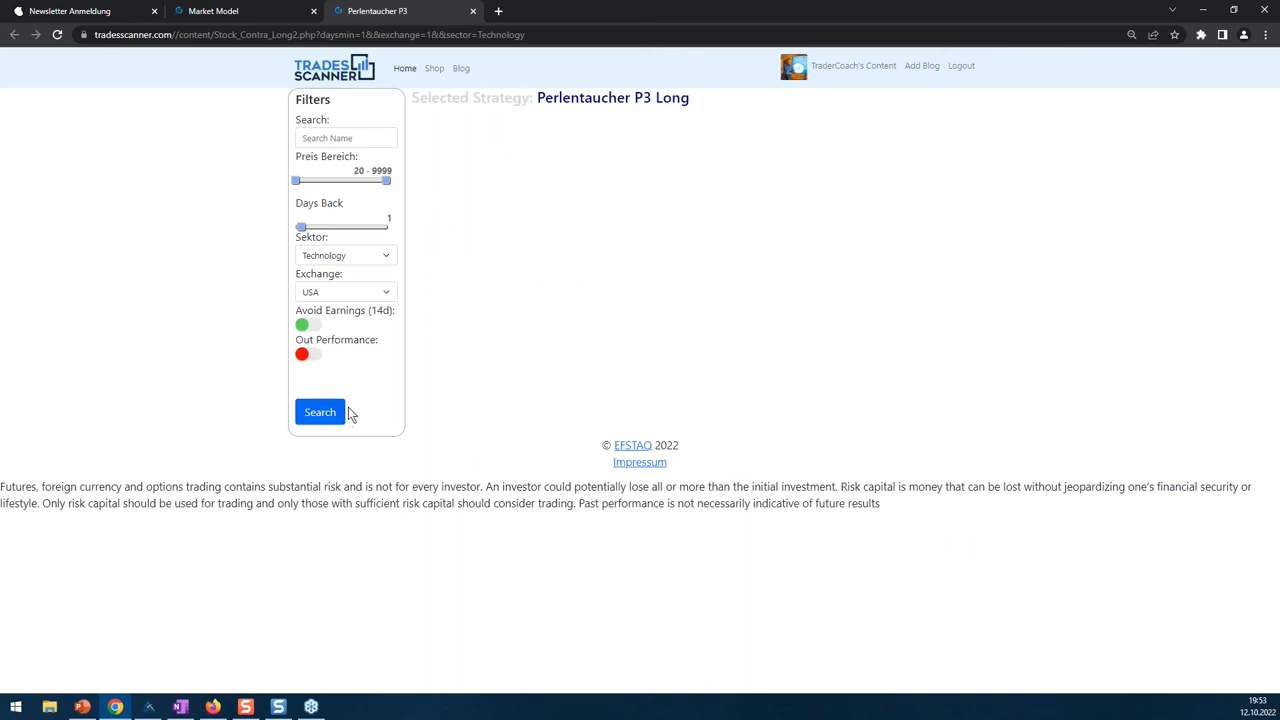 Newsletter Anmeldung
Market Model
Perlentaucher P3
tradesscanner.com//content/Stock_Contra_Long2.php?daysmin=1&&exchange=1&&sector=Technology
TRADES SCANNER
Home Shop Blog
TraderCoach's Content Add Blog Logout
Filters
Selected Strategy: Perlentaucher P3 Long
Search:
Search Name
Preis Bereich:
20 - 9999
Days Back
1
Sektor:
Technology
Exchange:
USA
Avoid Earnings (14d):
Out Performance:
Search
© EFSTAQ 2022
Impressum
Futures, foreign currency and options trading contains substantial risk and is not for every investor. An investor could potentially lose all or more than the initial investment. Risk capital is money that can be lost without jeopardizing one's financial security or
lifestyle. Only risk capital should be used for trading and only those with sufficient risk capital should consider trading. Past performance is not necessarily indicative of future results
19:53
12.10.2022